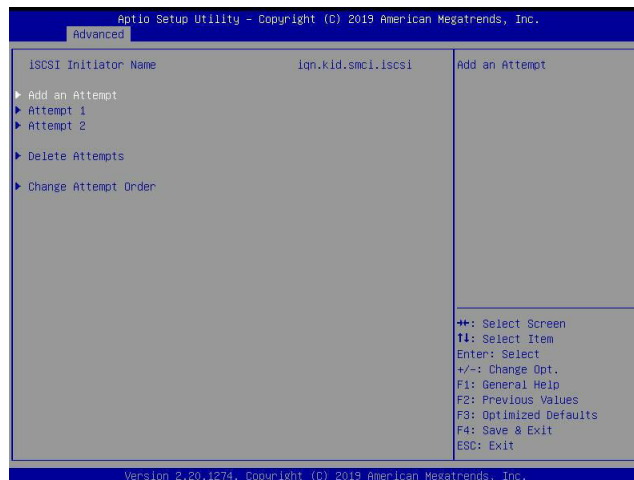 Aptio Setup Utility – Copyright (C) 2019 American Megatrends, Inc.
Advanced
iSCSI Initiator Name iqn.kid.smci.iscsi
Add an Attempt
Add an Attempt
Attempt 1
Attempt 2
Delete Attempts
Change Attempt Order
→←: Select Screen
↑↓: Select Item
Enter: Select
+/-: Change Opt.
F1: General Help
F2: Previous Values
F3: Optimized Defaults
F4: Save & Exit
ESC: Exit
Version 2.20.1274. Copyright (C) 2019 American Megatrends, Inc.